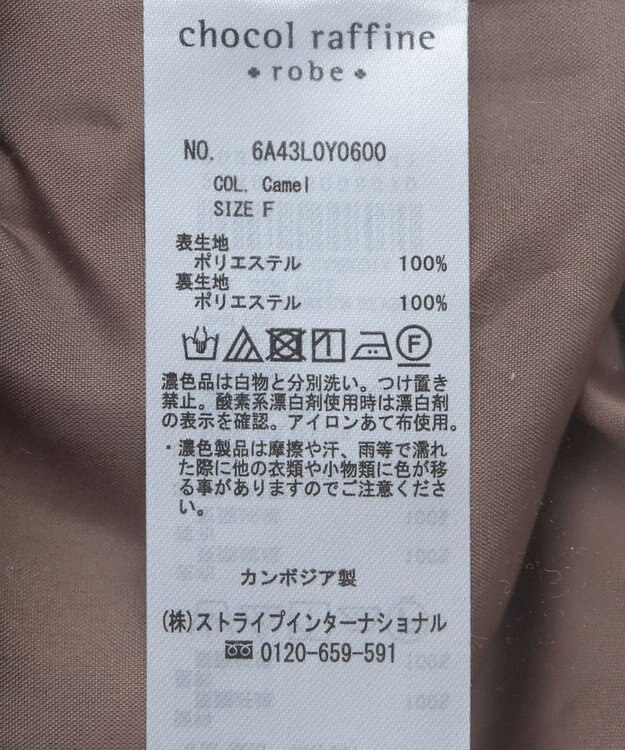 chocol raffine
robe
NO. 6A43L0Y0600
COL. Camel
SIZE F
表生地
ポリエステル 100%
裏生地
ポリエステル 100%
F
濃色品は白物と分別洗い。つけ置き
禁止。酸素系漂白剤使用時は漂白剤
の表示を確認。アイロンあて布使用。
・濃色製品は摩擦や汗、雨等で濡れ
た際に他の衣類や小物類に色が移
る事がありますのでご注意くださ
い。
カンボジア製
(株)ストライプインターナショナル
0120-659-591